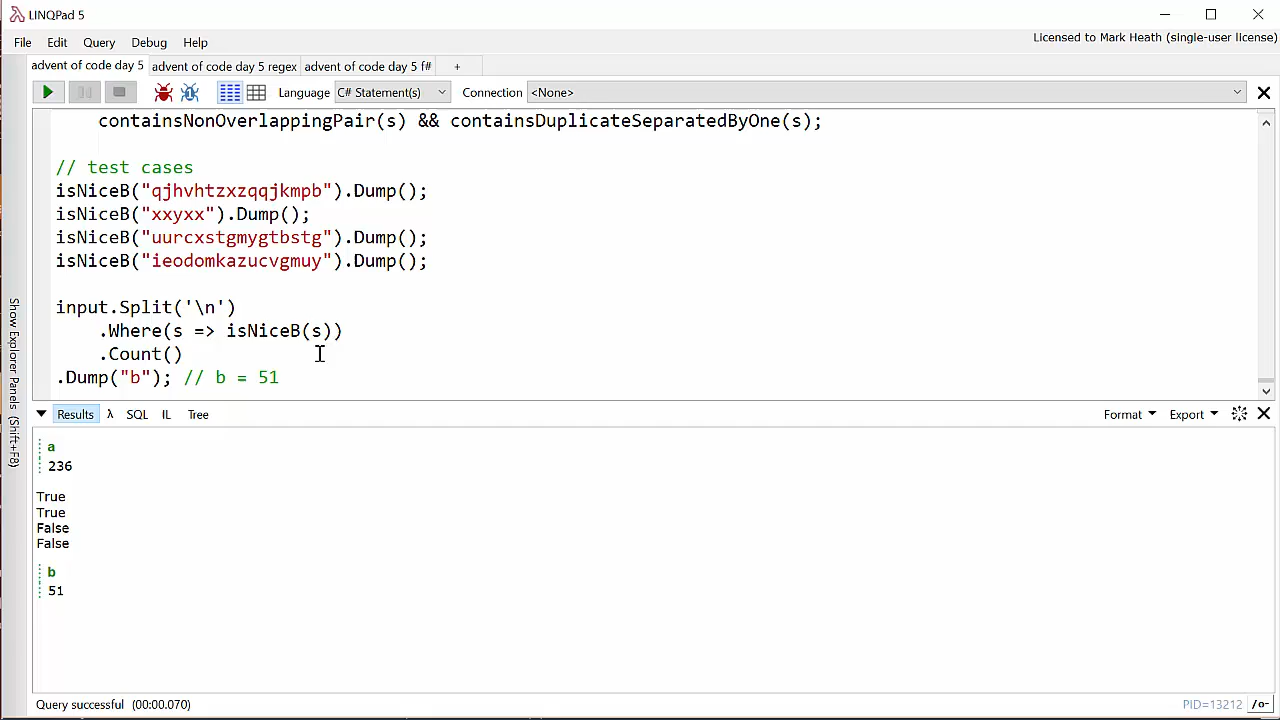 LINQPad 5
File Edit Query Debug Help
Licensed to Mark Heath (single-user license)
advent of code day 5 advent of code day 5 regex advent of code day 5 f# +
Language C# Statement(s) Connection <None>
containsNonOverlappingPair(s) && containsDuplicateSeparatedByOne(s);
// test cases
isNiceB("qjhvhtzxzqqjkmpb").Dump();
isNiceB("xxyxx").Dump();
isNiceB("uurcxstgmygtbstg").Dump();
isNiceB("ieodomkazucvgmuy").Dump();
input.Split('\n')
.Where(s => isNiceB(s))
.Count()
.Dump("b"); // b = 51
Show Explorer Panels (Shift+F8)
Results λ SQL IL Tree Format Export
a
236
True
True
False
False
b
51
Query successful (00:00.070)
PID=13212 /o-